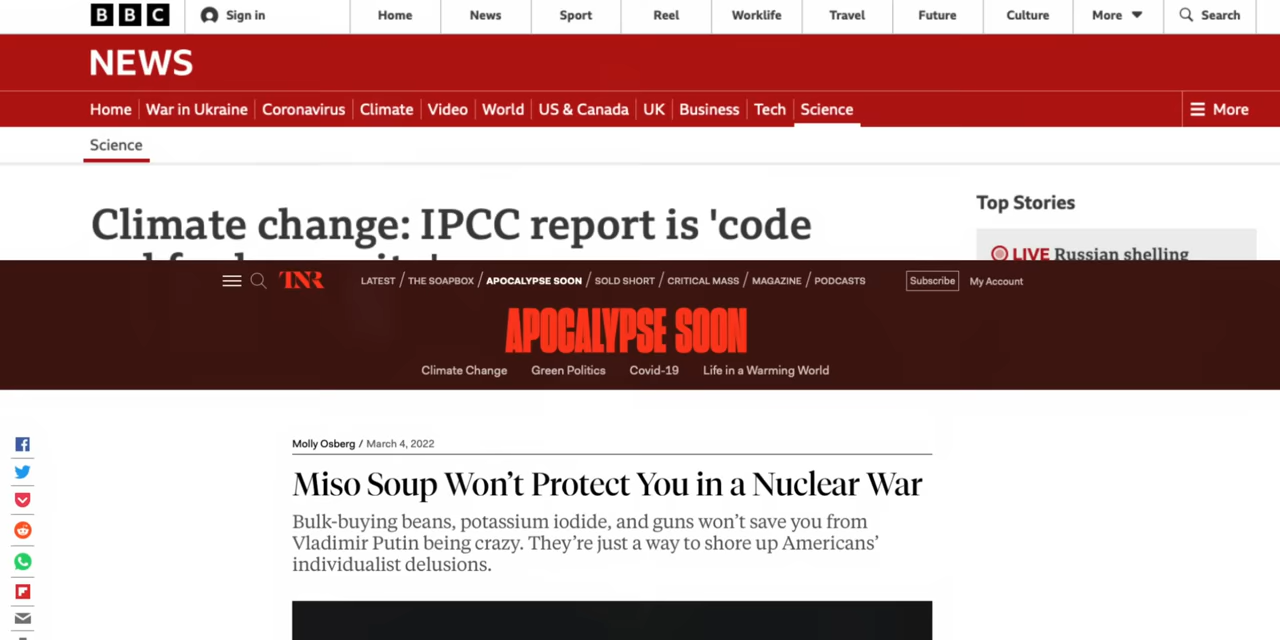 BBC Sign in Home News Sport Reel Worklife Travel Future Culture More Search
NEWS
Home War in Ukraine Coronavirus Climate Video World US & Canada UK Business Tech Science More
Science
Climate change: IPCC report is 'code
Top Stories
LIVE Russian shelling
TNR LATEST / THE SOAPBOX / APOCALYPSE SOON / SOLD SHORT / CRITICAL MASS / MAGAZINE / PODCASTS Subscribe My Account
APOCALYPSE SOON
Climate Change Green Politics Covid-19 Life in a Warming World
Molly Osberg / March 4, 2022
Miso Soup Won’t Protect You in a Nuclear War
Bulk-buying beans, potassium iodide, and guns won’t save you from
Vladimir Putin being crazy. They’re just a way to shore up Americans’
individualist delusions.